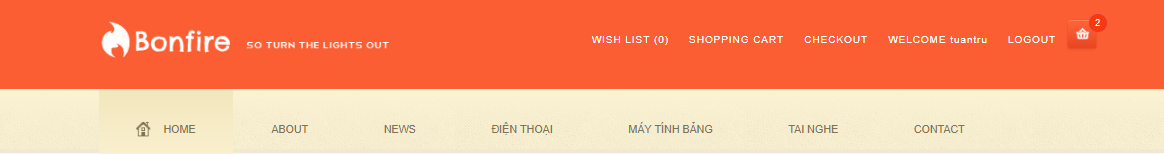 Bonfire SO TURN THE LIGHTS OUT WISH LIST (0) SHOPPING CART CHECKOUT WELCOME tuantru LOGOUT 2
HOME ABOUT NEWS ĐIỆN THOẠI MÁY TÍNH BẢNG TAI NGHE CONTACT